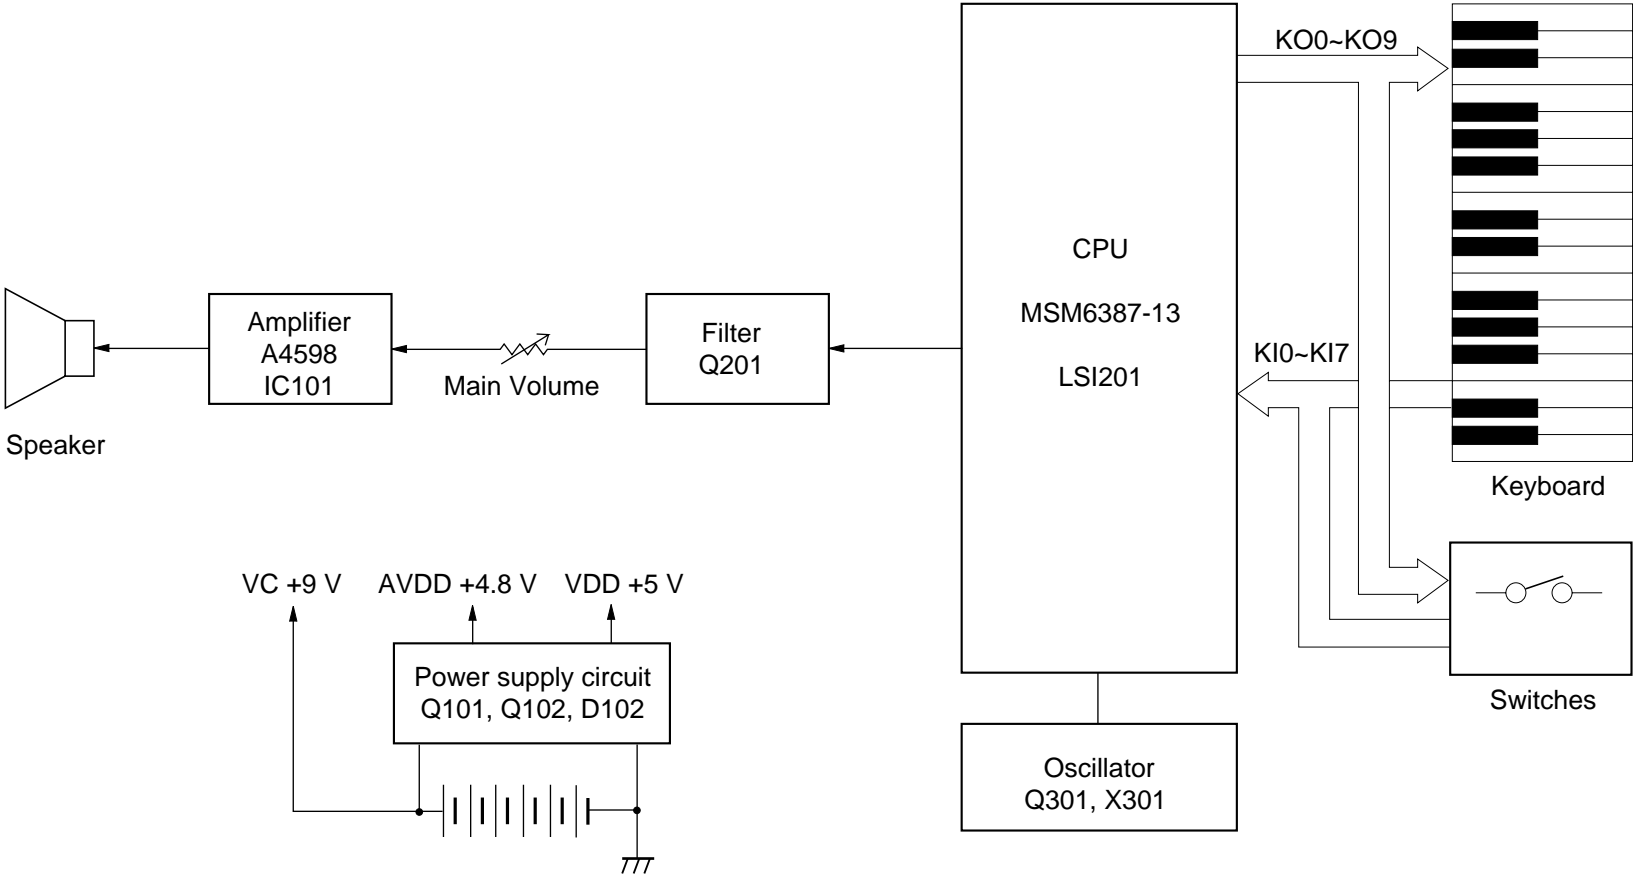 KO0~KO9
CPU
MSM6387-13
LSI201
KI0~KI7
Amplifier
A4598
IC101
Main Volume
Filter
Q201
Speaker
Keyboard
VC +9 V
AVDD +4.8 V
VDD +5 V
Power supply circuit
Q101, Q102, D102
Switches
Oscillator
Q301, X301